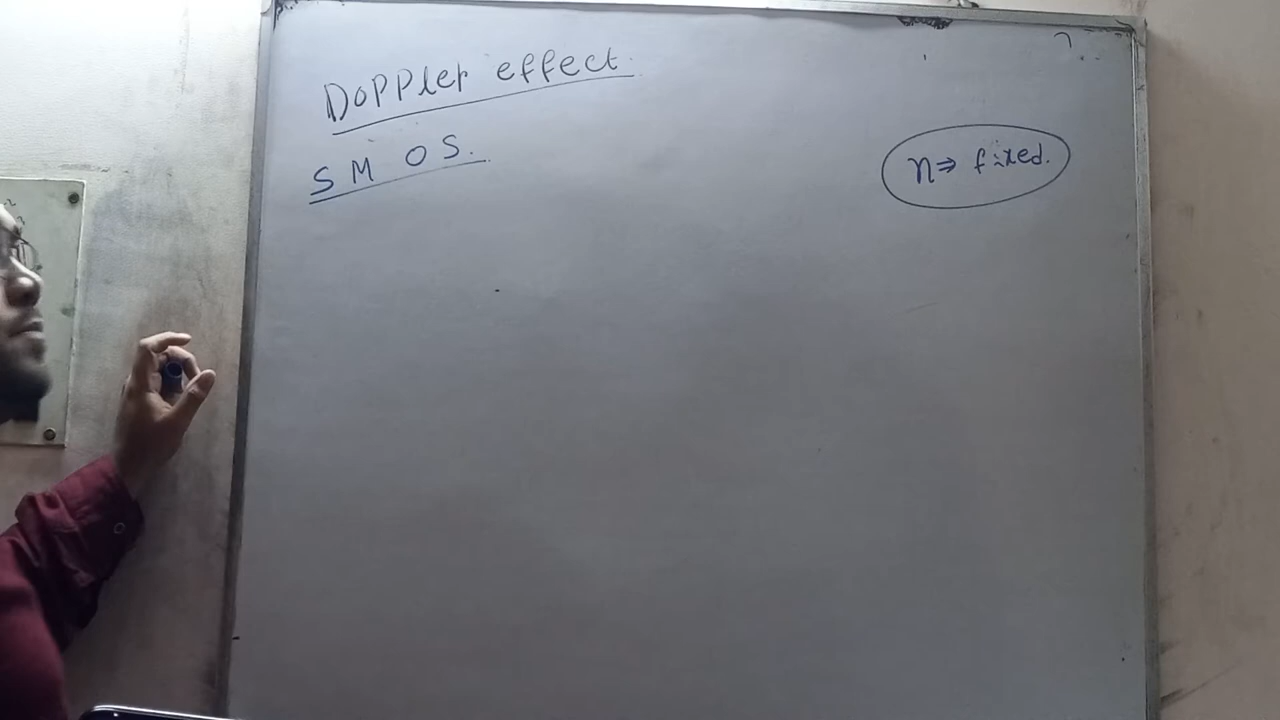 Doppler effect.
S M O S.
n ⇒ fixed.